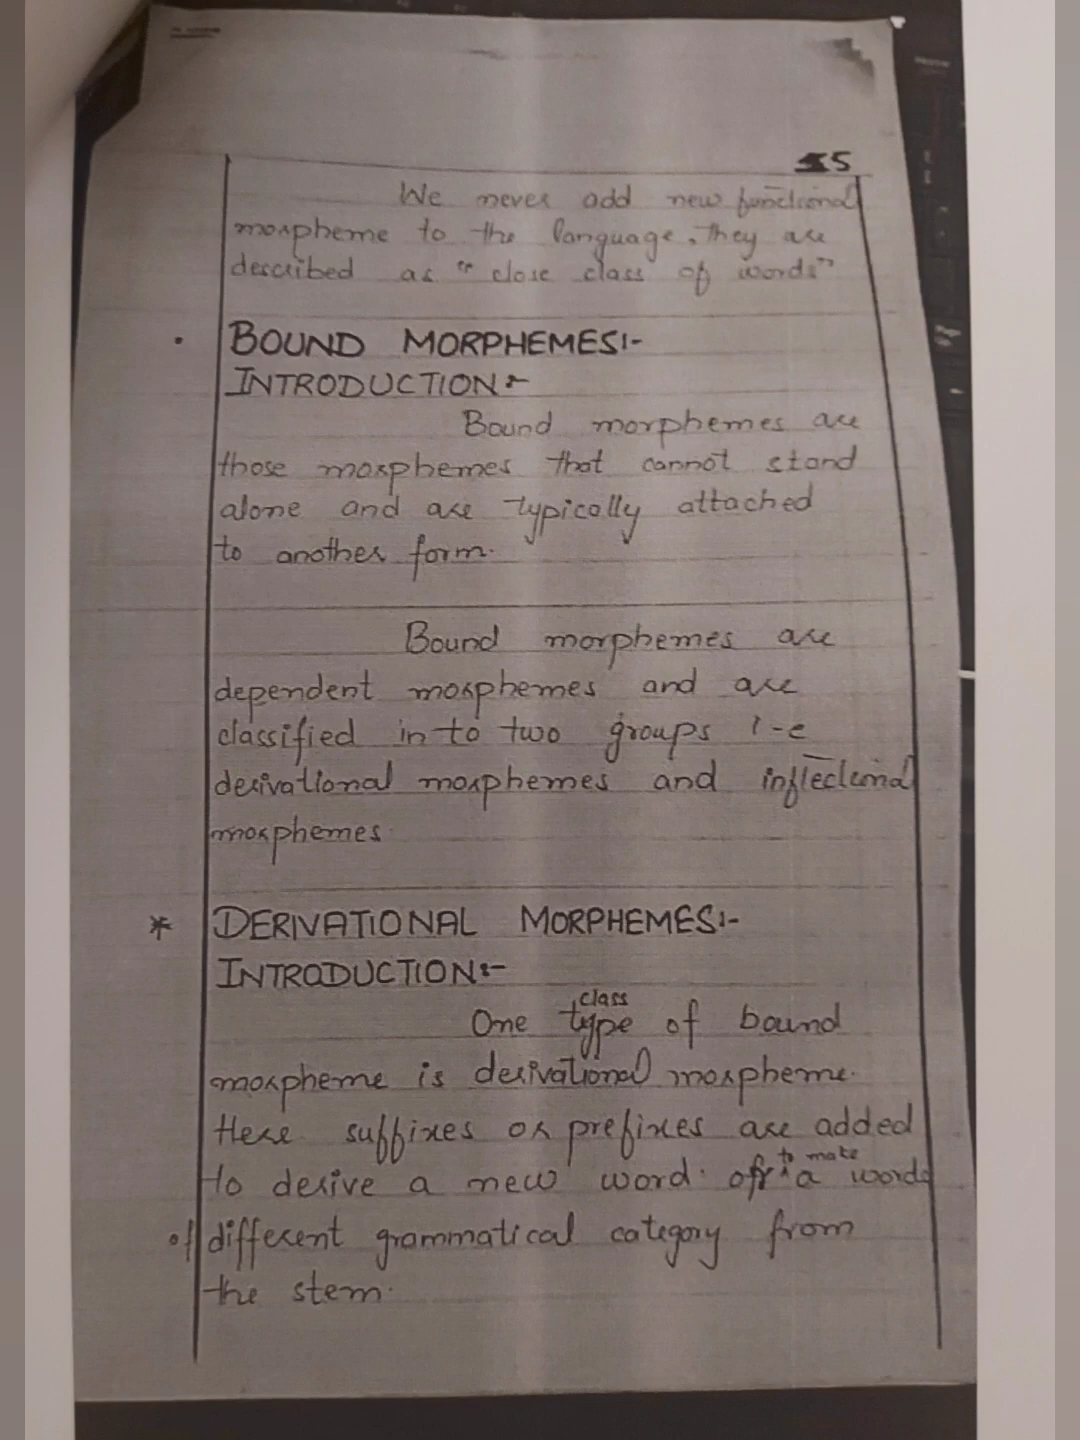 55
We never add new functional
morpheme to the language. They are
described as " close class of words"
• BOUND MORPHEMES:-
INTRODUCTION:-
Bound morphemes are
those morphemes that cannot stand
alone and are typically attached
to another form.
Bound morphemes are
dependent morphemes and are
classified in to two groups i-e
derivational morphemes and inflectional
morphemes.
* DERIVATIONAL MORPHEMES:-
INTRODUCTION:-
class
One type of bound
morpheme is derivational morpheme.
Here suffixes or prefixes are added
to make
to derive a new word. or a words
of different grammatical category from
the stem.